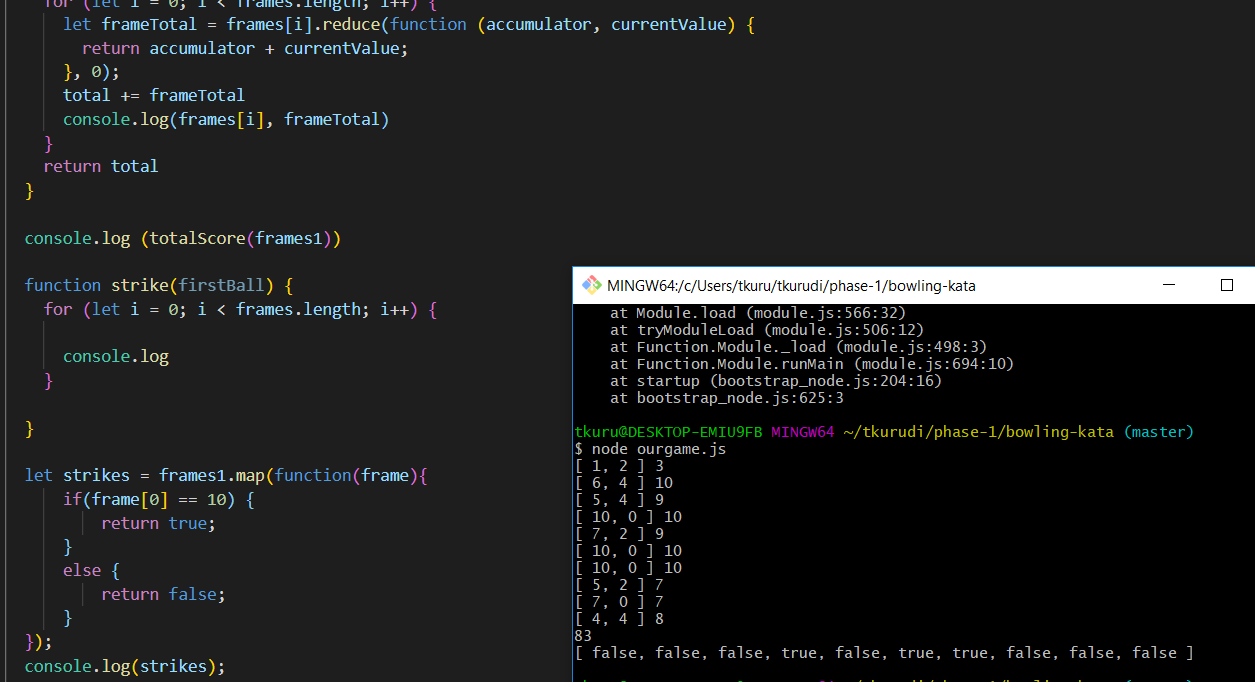 for (let i = 0; i < frames.length; i++) {
let frameTotal = frames[i].reduce(function (accumulator, currentValue) {
return accumulator + currentValue;
}, 0);
total += frameTotal
console.log(frames[i], frameTotal)
}
return total
}
console.log (totalScore(frames1))
function strike(firstBall) {
for (let i = 0; i < frames.length; i++) {
console.log
}
}
let strikes = frames1.map(function(frame){
if(frame[0] == 10) {
return true;
}
else {
return false;
}
});
console.log(strikes);
MINGW64:/c/Users/tkuru/tkurudi/phase-1/bowling-kata
at Module.load (module.js:566:32)
at tryModuleLoad (module.js:506:12)
at Function.Module._load (module.js:498:3)
at Function.Module.runMain (module.js:694:10)
at startup (bootstrap_node.js:204:16)
at bootstrap_node.js:625:3
tkuru@DESKTOP-EMIU9FB MINGW64 ~/tkurudi/phase-1/bowling-kata (master)
$ node ourgame.js
[ 1, 2 ] 3
[ 6, 4 ] 10
[ 5, 4 ] 9
[ 10, 0 ] 10
[ 7, 2 ] 9
[ 10, 0 ] 10
[ 10, 0 ] 10
[ 5, 2 ] 7
[ 7, 0 ] 7
[ 4, 4 ] 8
83
[ false, false, false, true, false, true, true, false, false, false ]